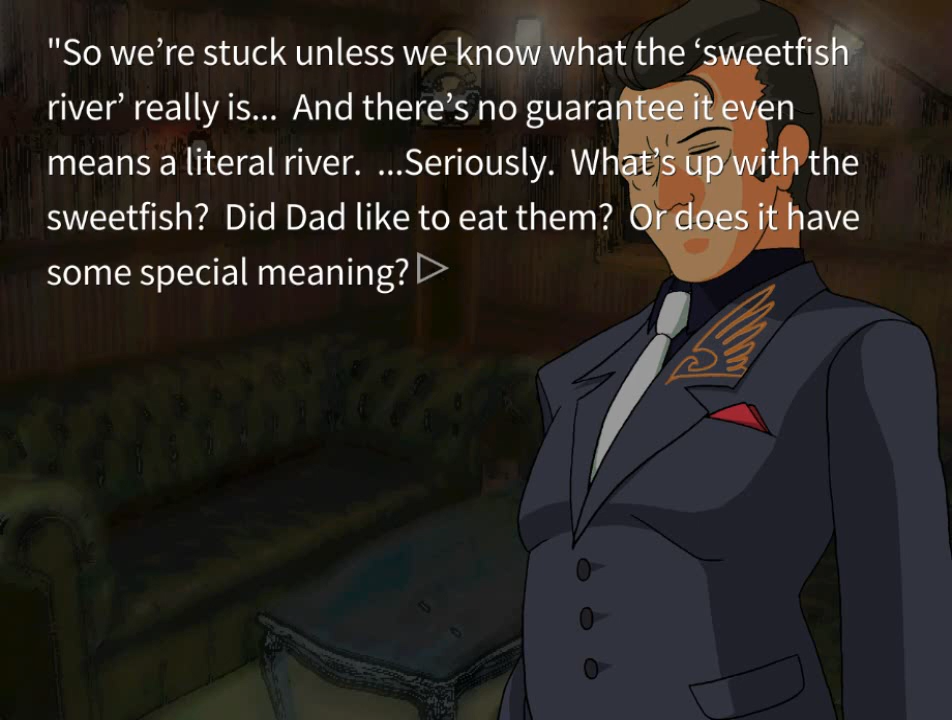 "So we’re stuck unless we know what the ‘sweetfish
river’ really is...  And there’s no guarantee it even
means a literal river.  ...Seriously.  What’s up with the
sweetfish?  Did Dad like to eat them?  Or does it have
some special meaning?